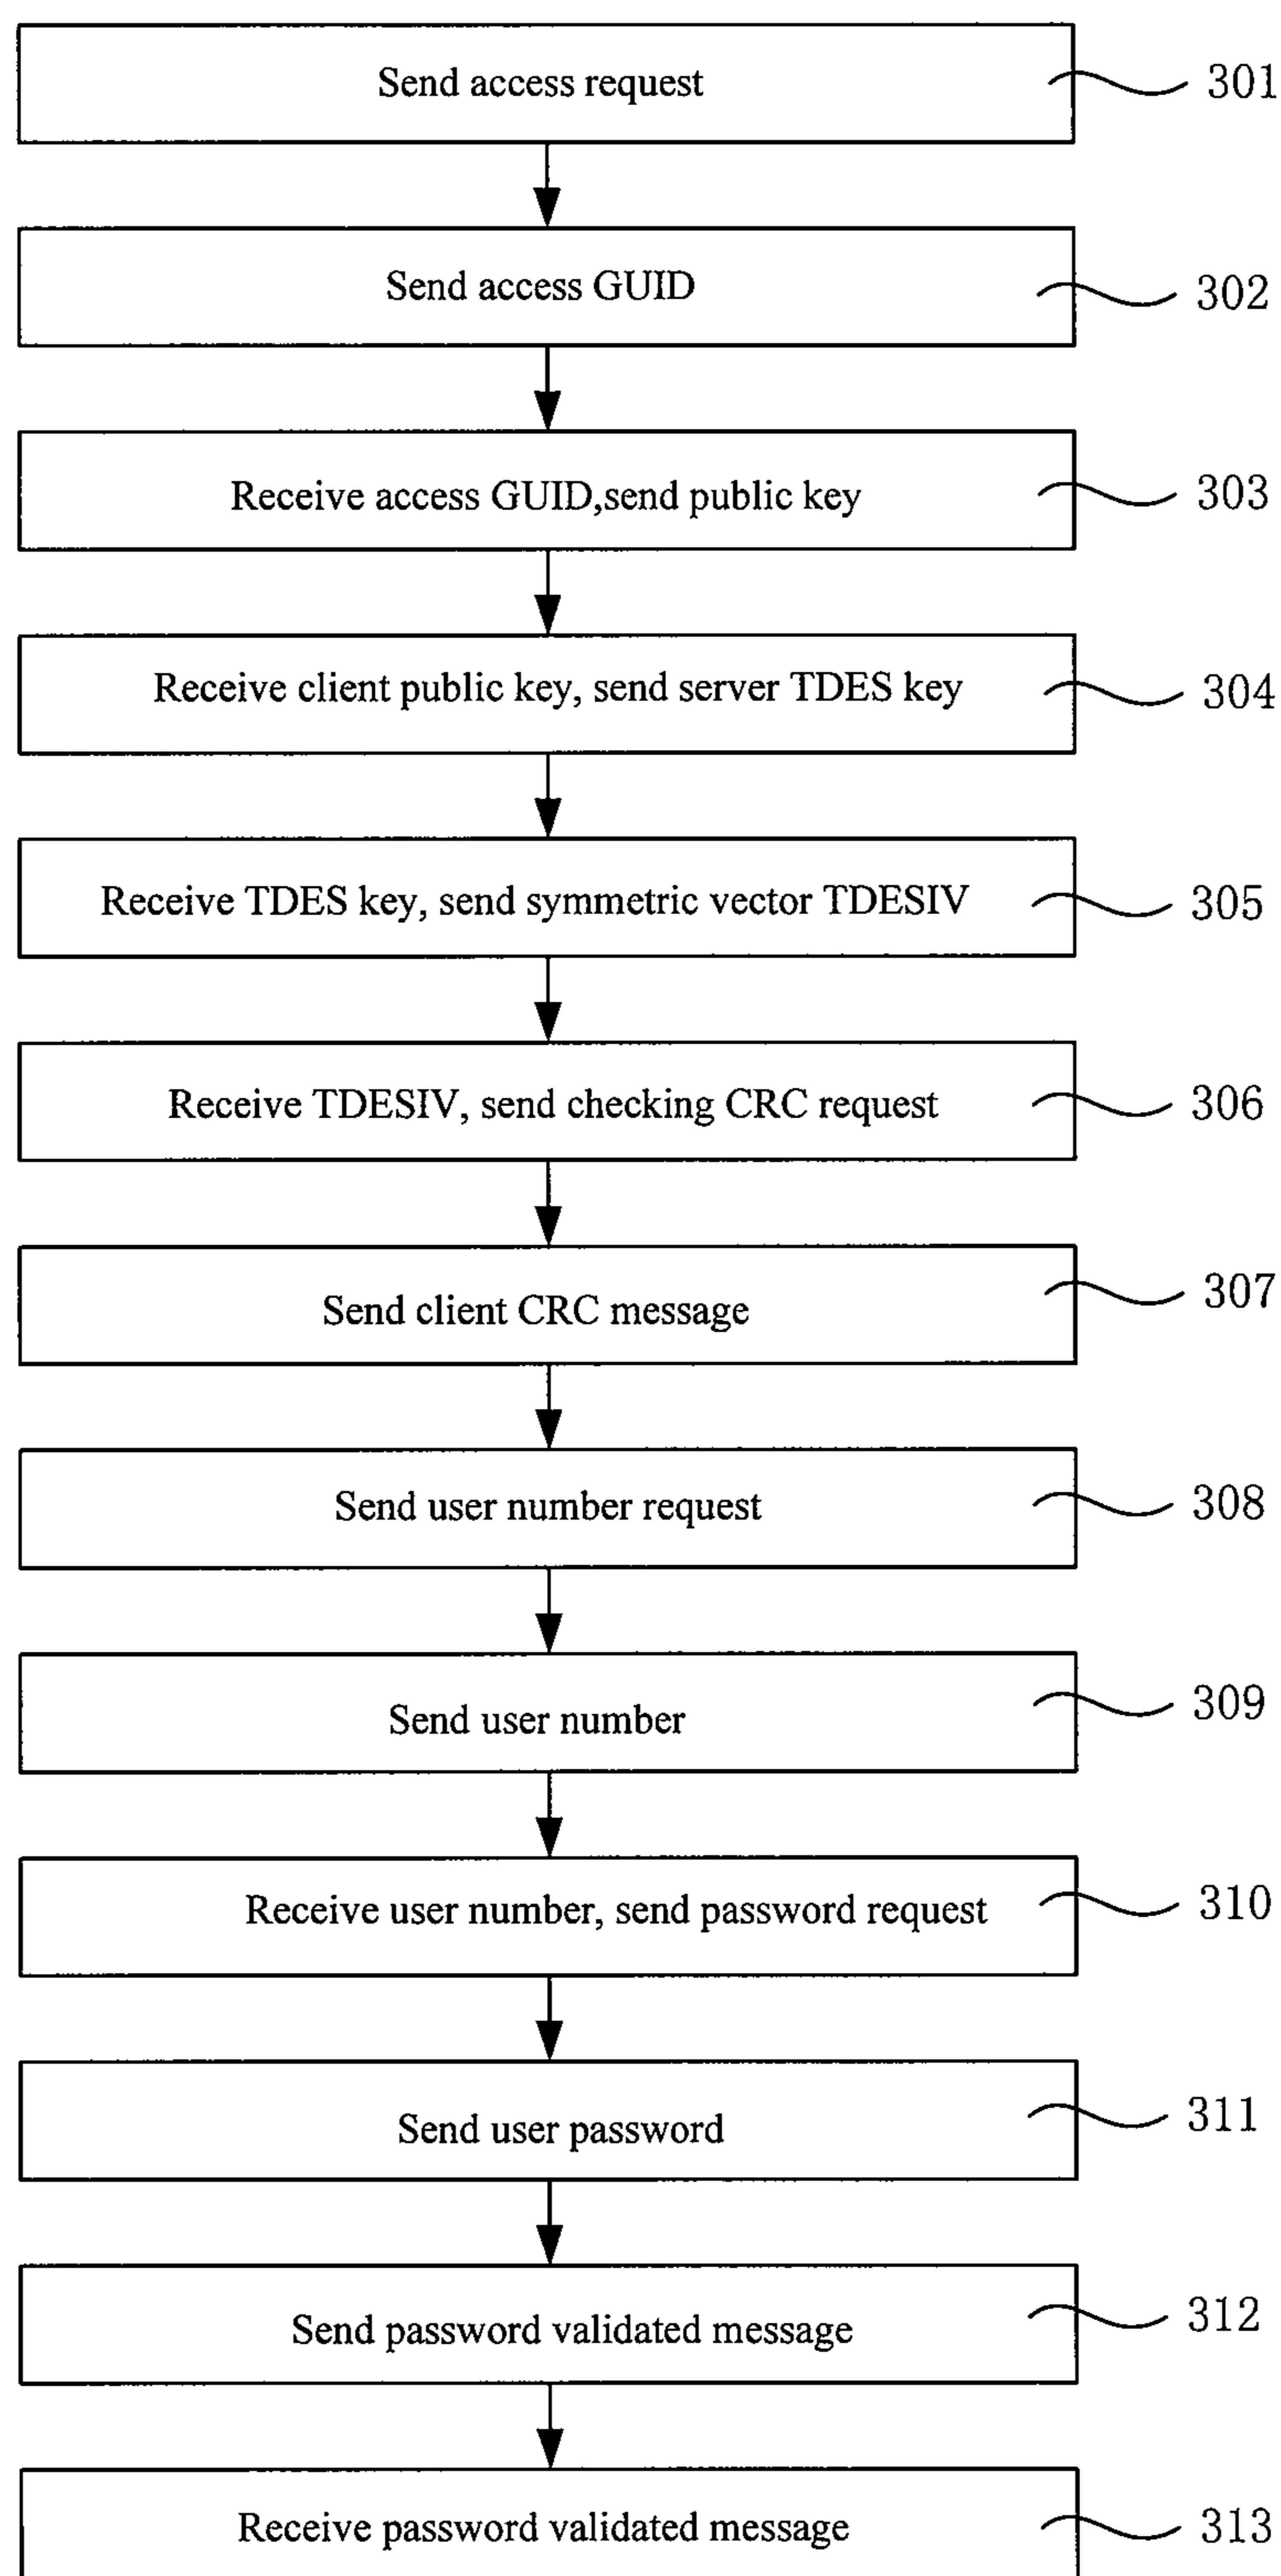 Send access request 301
Send access GUID 302
Receive access GUID,send public key 303
Receive client public key, send server TDES key 304
Receive TDES key, send symmetric vector TDESIV 305
Receive TDESIV, send checking CRC request 306
Send client CRC message 307
Send user number request 308
Send user number 309
Receive user number, send password request 310
Send user password 311
Send password validated message 312
Receive password validated message 313